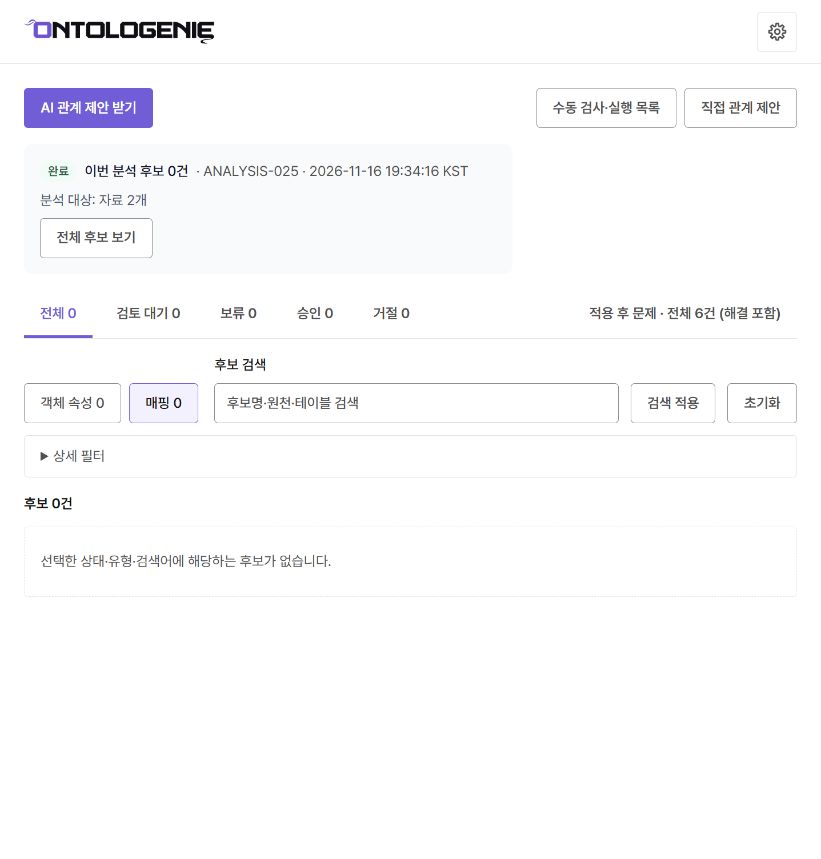 ONTOLOGENIE
AI 관계 제안 받기
수동 검사·실행 목록
직접 관계 제안
완료 이번 분석 후보 0건 · ANALYSIS-025 · 2026-11-16 19:34:16 KST
분석 대상: 자료 2개
전체 후보 보기
전체 0 검토 대기 0 보류 0 승인 0 거절 0 적용 후 문제 · 전체 6건 (해결 포함)
후보 검색
객체 속성 0 매핑 0 후보명·원천·테이블 검색 검색 적용 초기화
▶ 상세 필터
후보 0건
선택한 상태·유형·검색어에 해당하는 후보가 없습니다.